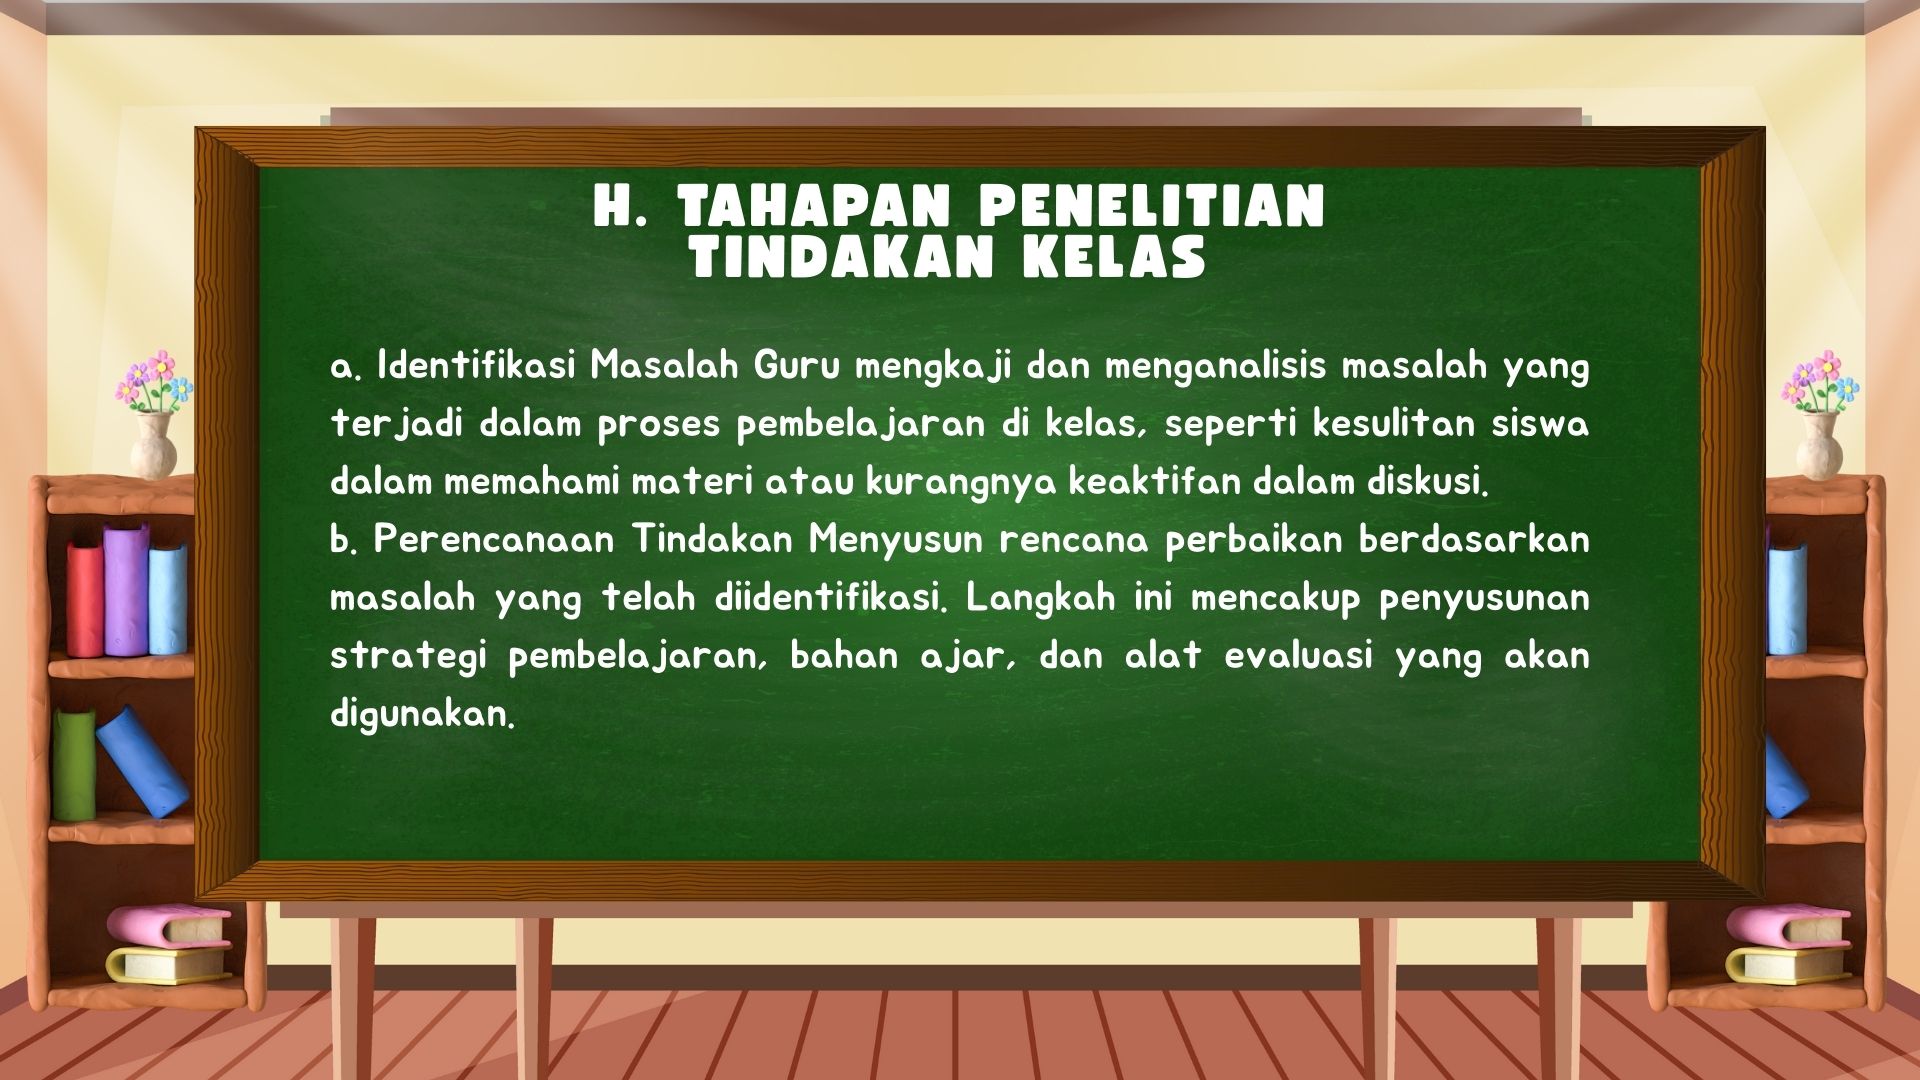 H. TAHAPAN PENELITIAN
TINDAKAN KELAS
a. Identifikasi Masalah Guru mengkaji dan menganalisis masalah yang
terjadi dalam proses pembelajaran di kelas, seperti kesulitan siswa
dalam memahami materi atau kurangnya keaktifan dalam diskusi.
b. Perencanaan Tindakan Menyusun rencana perbaikan berdasarkan
masalah yang telah diidentifikasi. Langkah ini mencakup penyusunan
strategi pembelajaran, bahan ajar, dan alat evaluasi yang akan
digunakan.